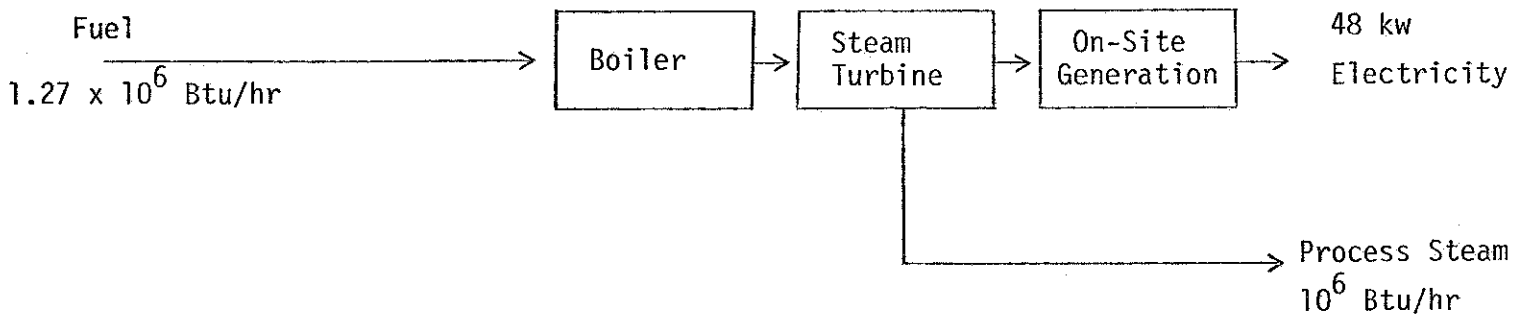 Fuel
1.27 x 10^6 Btu/hr
Boiler
Steam
Turbine
On-Site
Generation
48 kw
Electricity
Process Steam
10^6 Btu/hr